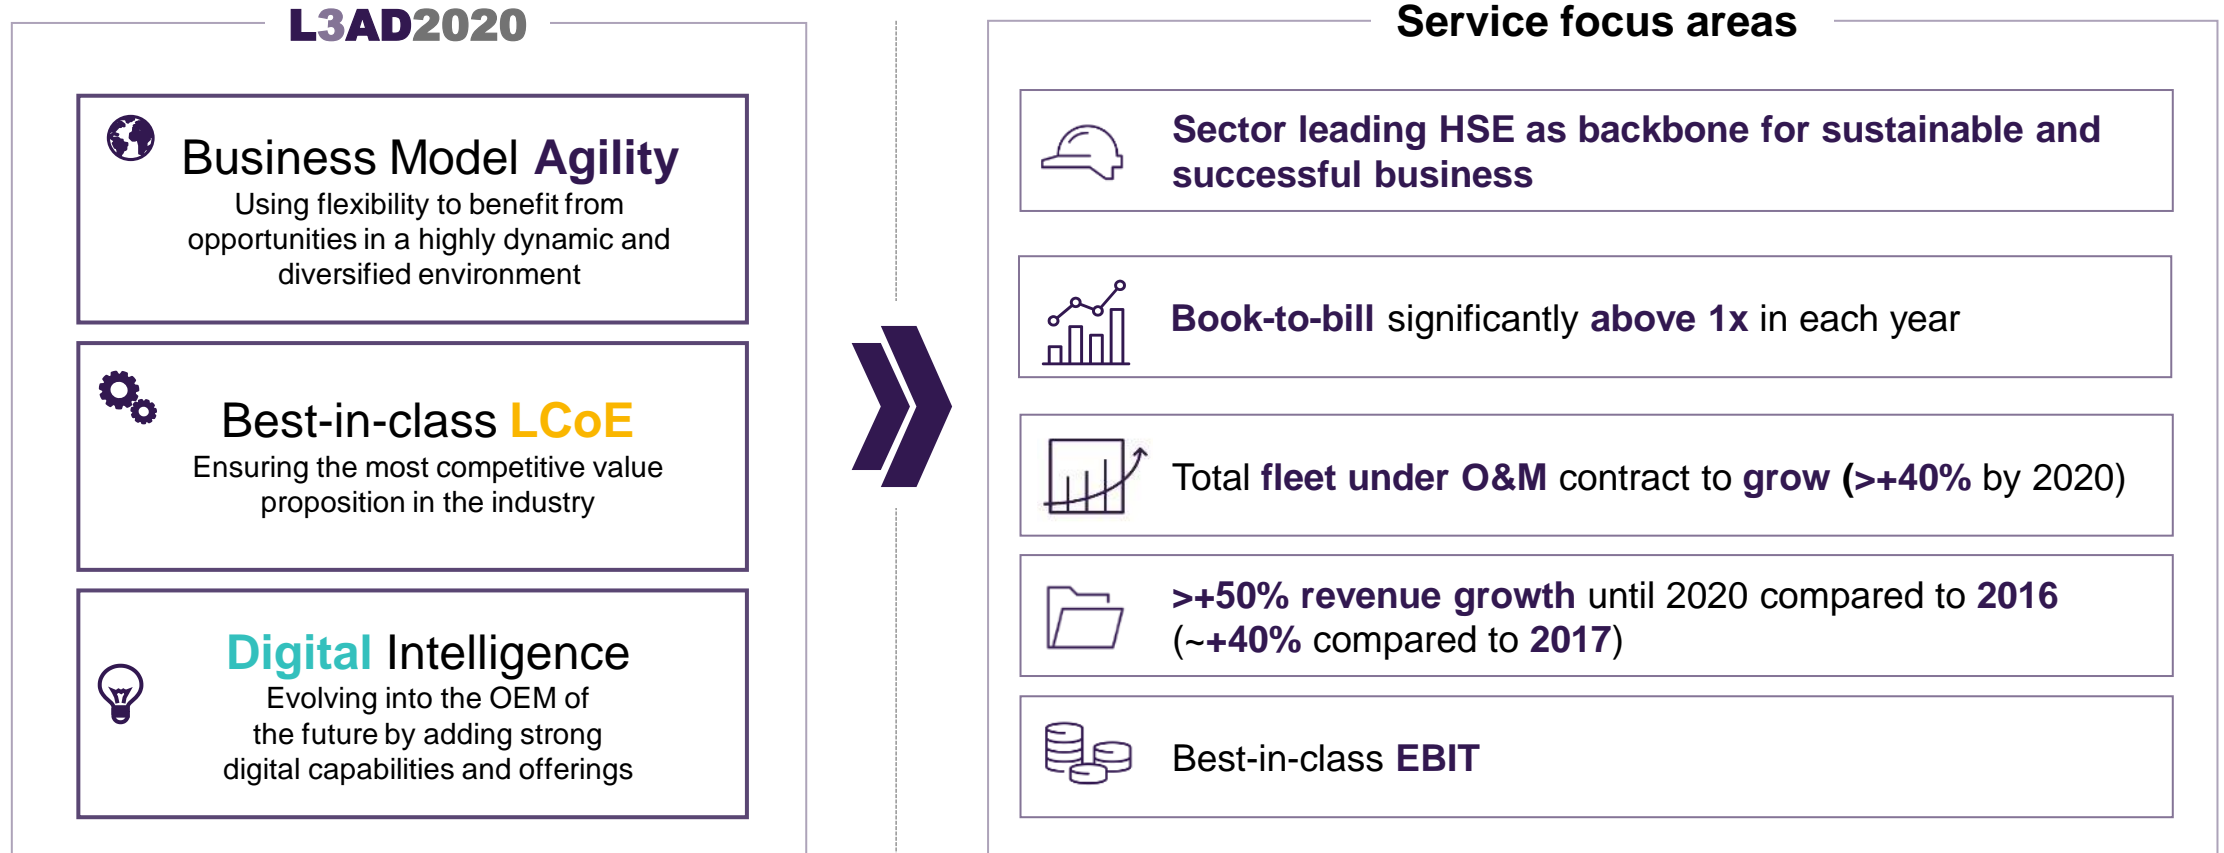 L3AD2020
Business Model Agility
Using flexibility to benefit from
opportunities in a highly dynamic and
diversified environment
Best-in-class LCoE
Ensuring the most competitive value
proposition in the industry
Digital Intelligence
Evolving into the OEM of
the future by adding strong
digital capabilities and offerings
Service focus areas
Sector leading HSE as backbone for sustainable and
successful business
Book-to-bill significantly above 1x in each year
Total fleet under O&M contract to grow (>+40% by 2020)
>+50% revenue growth until 2020 compared to 2016
(~+40% compared to 2017)
Best-in-class EBIT